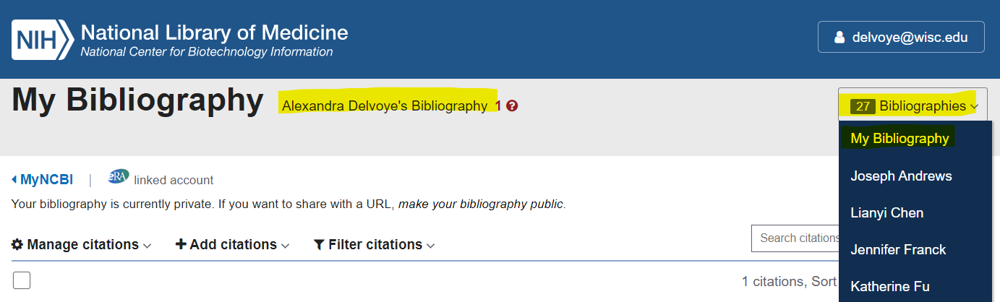 NIH National Library of Medicine
National Center for Biotechnology Information
delvoye@wisc.edu
My Bibliography
Alexandra Delvoye's Bibliography 1 ?
27 Bibliographies
My Bibliography
Joseph Andrews
Lianyi Chen
Jennifer Franck
Katherine Fu
MyNCBI | eRA linked account
Your bibliography is currently private. If you want to share with a URL, make your bibliography public.
Manage citations
Add citations
Filter citations
Search citations
1 citations, Sort